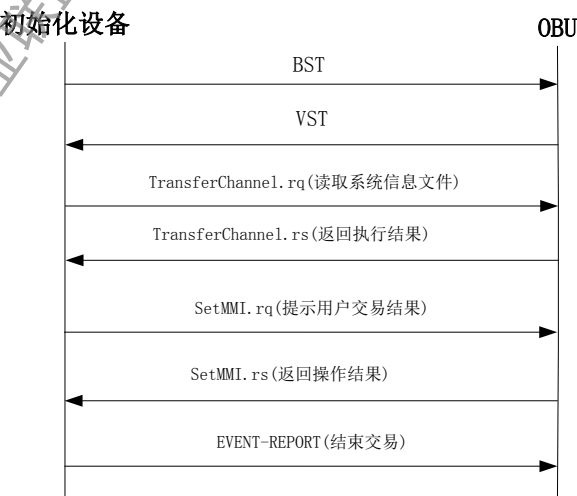 初始化设备
OBU
BST
VST
TransferChannel.rq(读取系统信息文件)
TransferChannel.rs(返回执行结果)
SetMMI.rq(提示用户交易结果)
SetMMI.rs(返回操作结果)
EVENT-REPORT(结束交易)